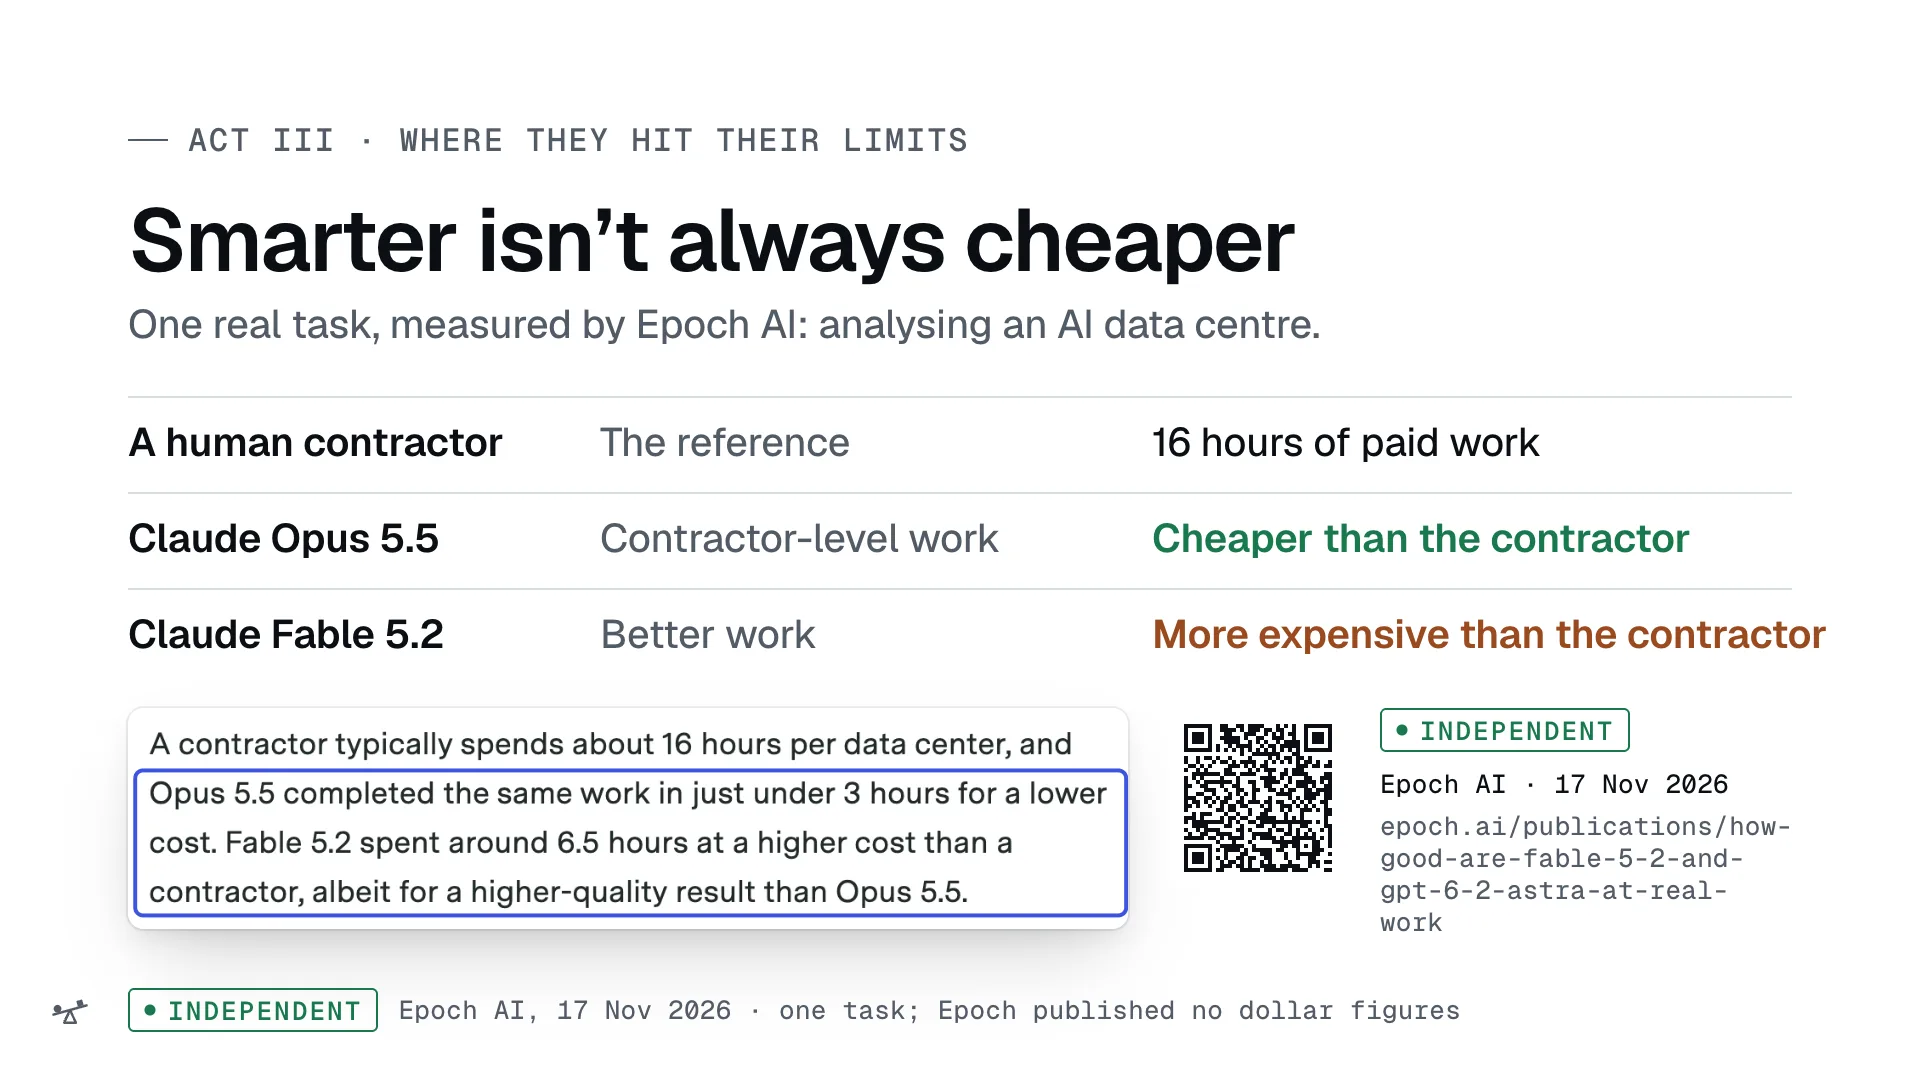 — ACT III · WHERE THEY HIT THEIR LIMITS
Smarter isn’t always cheaper
One real task, measured by Epoch AI: analysing an AI data centre.
A human contractor The reference 16 hours of paid work
Claude Opus 5.5 Contractor-level work Cheaper than the contractor
Claude Fable 5.2 Better work More expensive than the contractor
A contractor typically spends about 16 hours per data center, and
Opus 5.5 completed the same work in just under 3 hours for a lower
cost. Fable 5.2 spent around 6.5 hours at a higher cost than a
contractor, albeit for a higher-quality result than Opus 5.5.
• INDEPENDENT
Epoch AI · 17 Nov 2026
epoch.ai/publications/how-
good-are-fable-5-2-and-
gpt-6-2-astra-at-real-
work
• INDEPENDENT Epoch AI, 17 Nov 2026 · one task; Epoch published no dollar figures